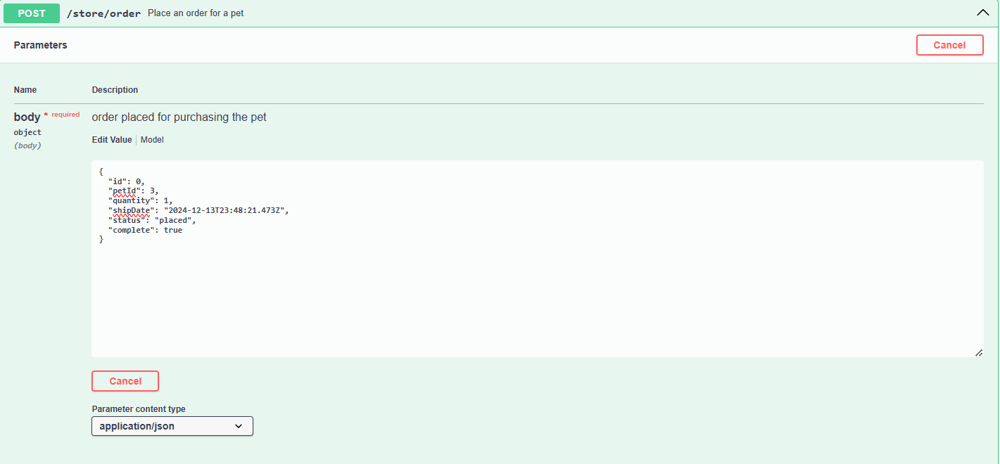 POST /store/order Place an order for a pet
Parameters
Cancel
Name Description
body * required
object
(body)
order placed for purchasing the pet
Edit Value Model
{
  "id": 0,
  "petId": 3,
  "quantity": 1,
  "shipDate": "2024-12-13T23:48:21.473Z",
  "status": "placed",
  "complete": true
}
Cancel
Parameter content type
application/json